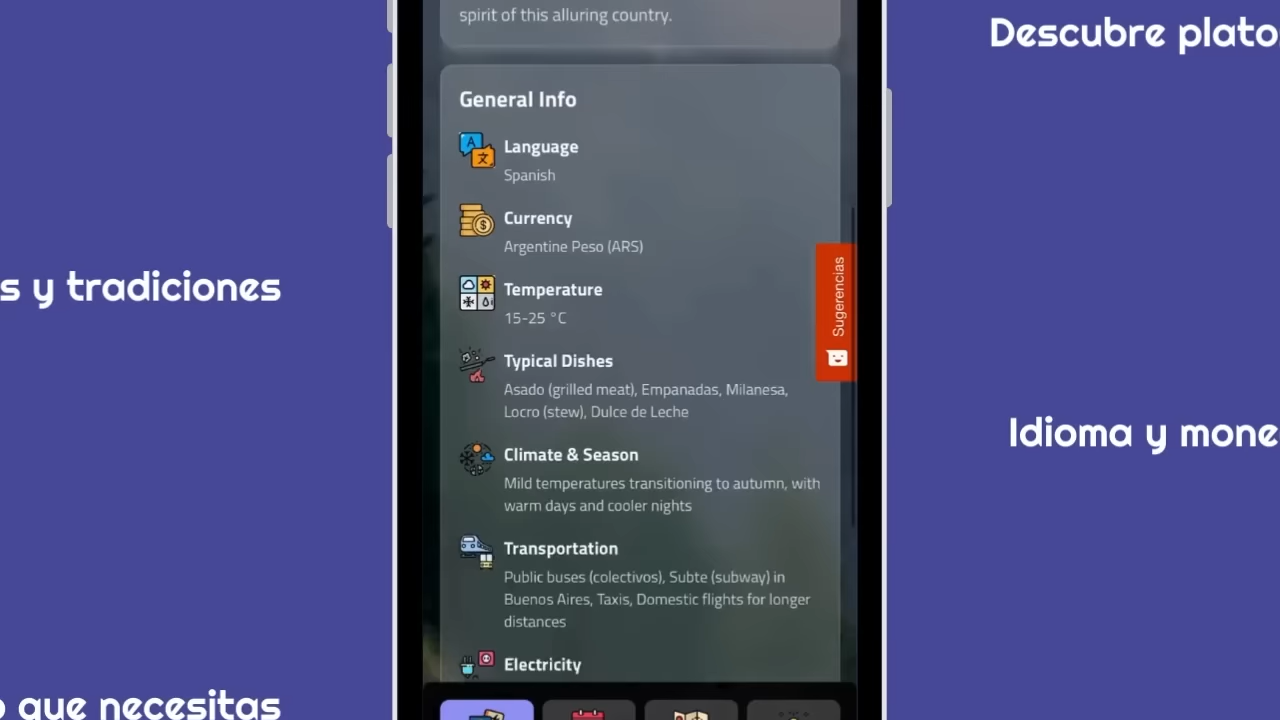 spirit of this alluring country.
General Info
Language
Spanish
Currency
Argentine Peso (ARS)
Temperature
15-25 °C
Typical Dishes
Asado (grilled meat), Empanadas, Milanesa,
Locro (stew), Dulce de Leche
Climate & Season
Mild temperatures transitioning to autumn, with
warm days and cooler nights
Transportation
Public buses (colectivos), Subte (subway) in
Buenos Aires, Taxis, Domestic flights for longer
distances
Electricity
Sugerencias
Descubre plato
s y tradiciones
Idioma y mone
o que necesitas